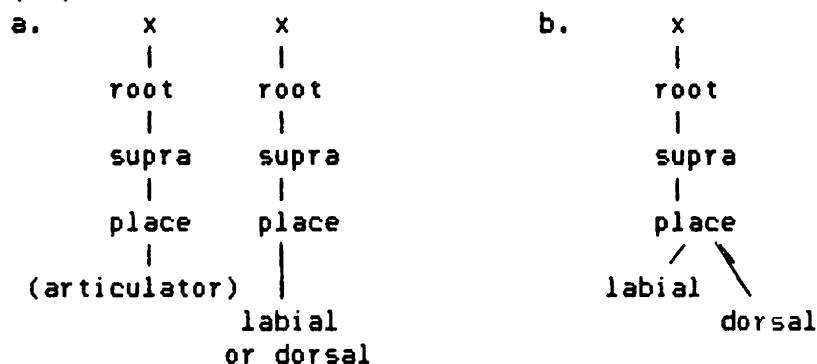 a. x x b. x
root root root
supra supra supra
place place place
(articulator) labial
labial dorsal
or dorsal